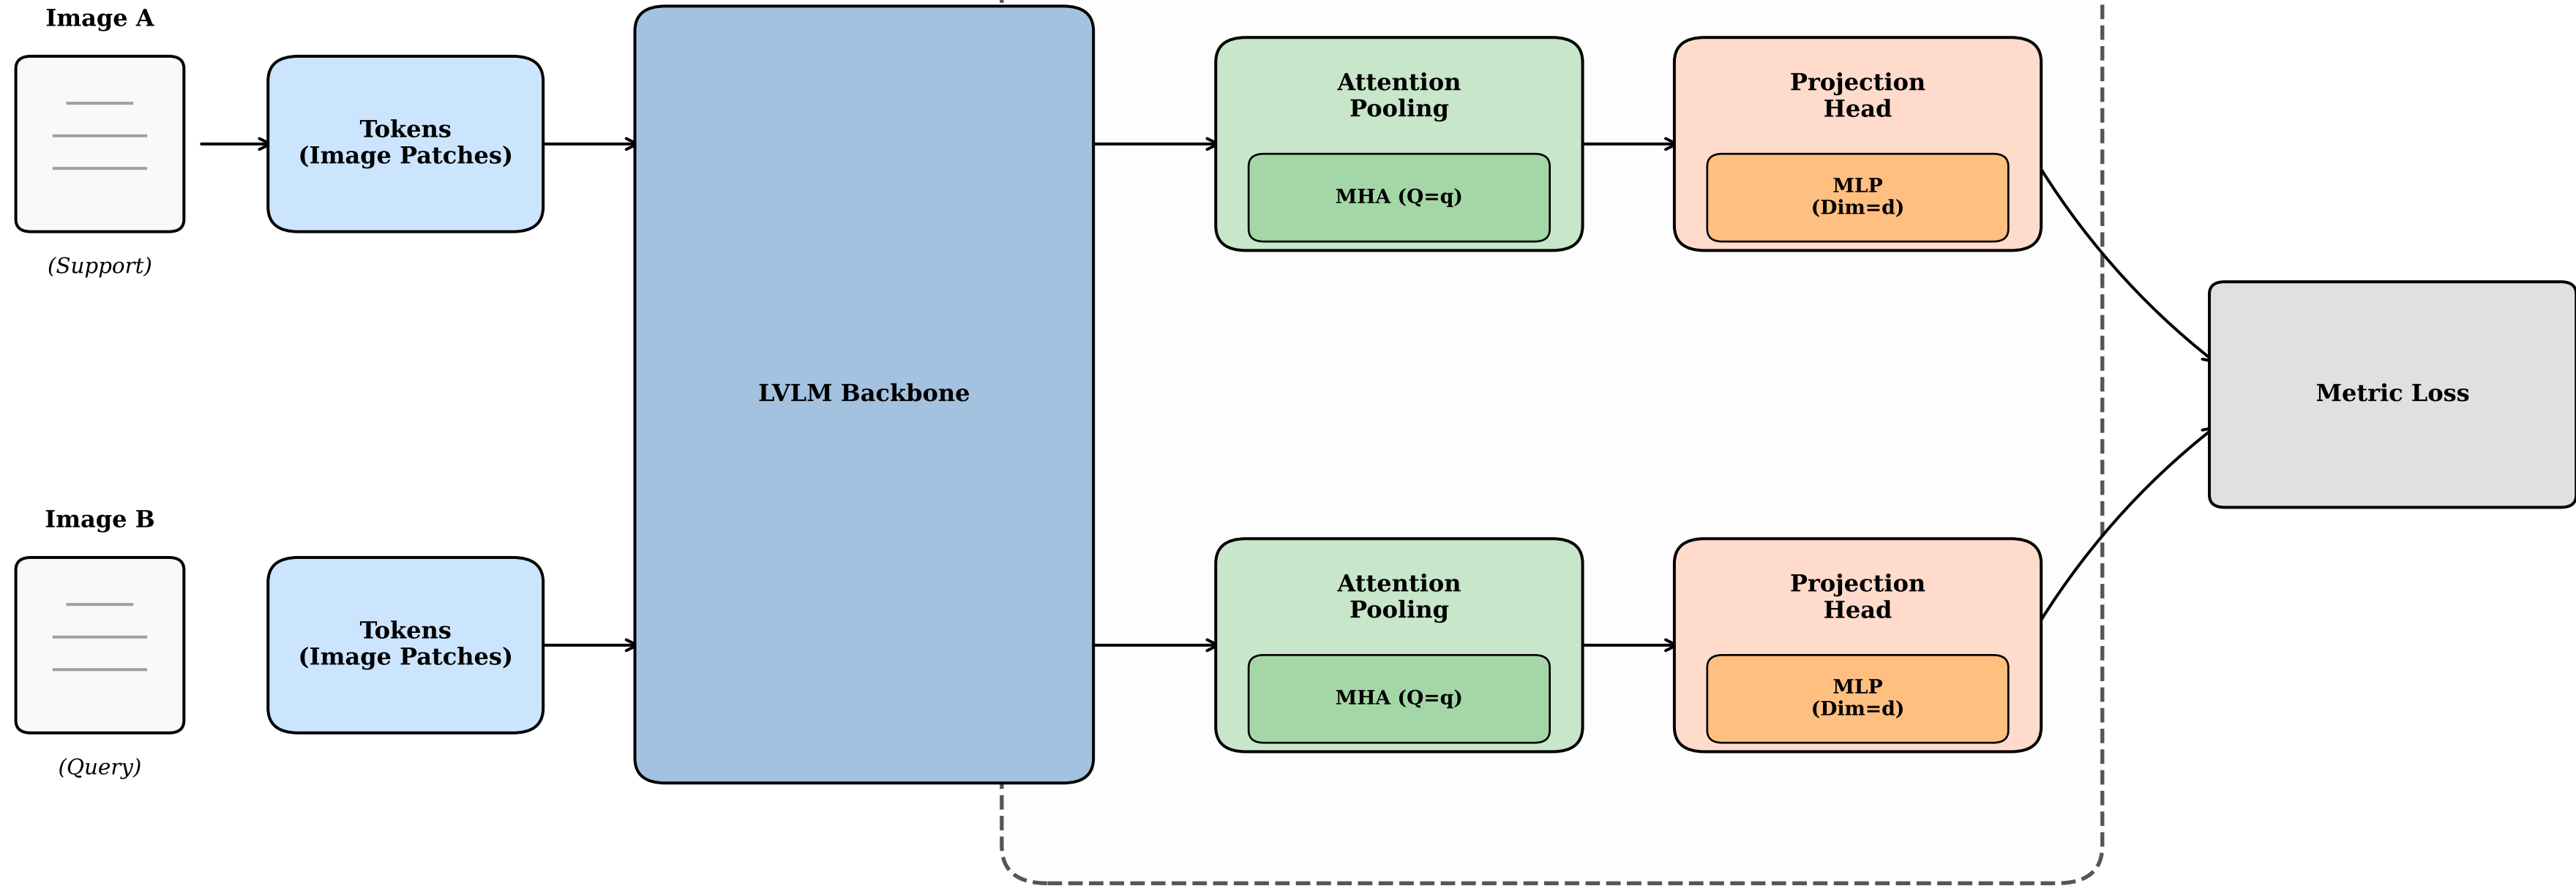 Image A
(Support)
Tokens
(Image Patches)
LVLM Backbone
Attention
Pooling
MHA (Q=q)
Projection
Head
MLP
(Dim=d)
Metric Loss
Image B
(Query)
Tokens
(Image Patches)
Attention
Pooling
MHA (Q=q)
Projection
Head
MLP
(Dim=d)